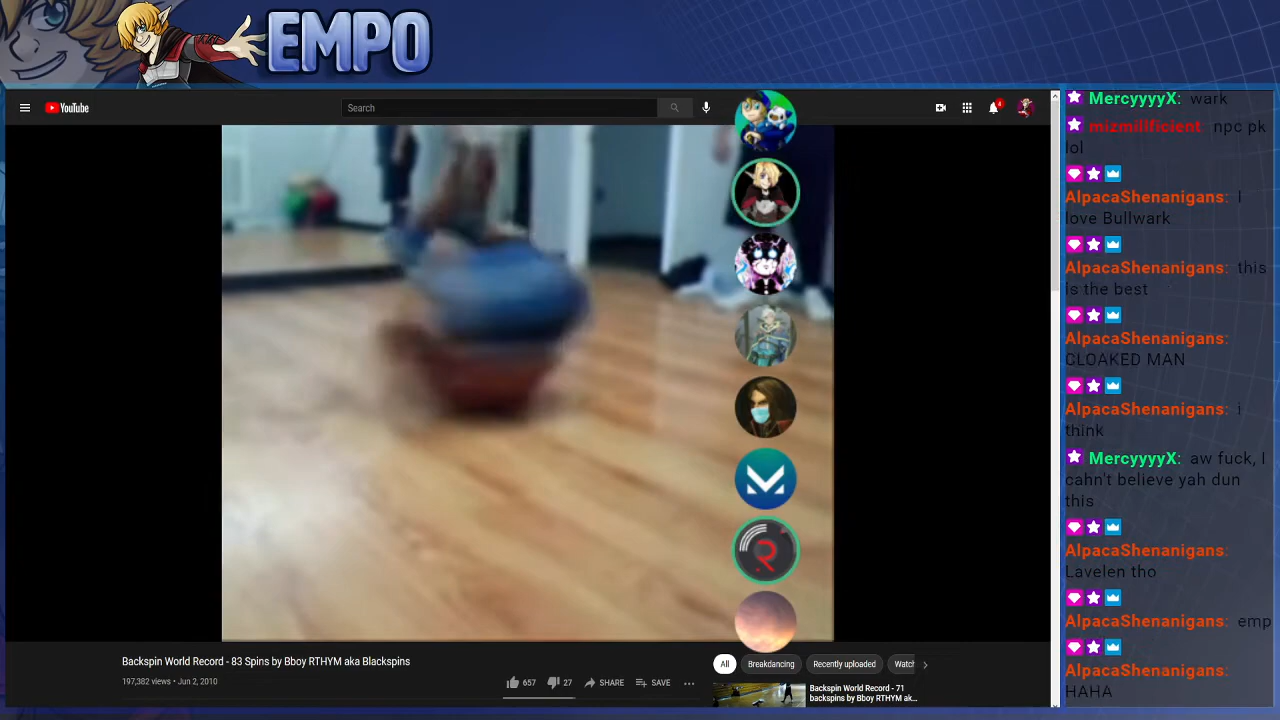 EMPO
YouTube
Search
4
Backspin World Record - 83 Spins by Bboy RTHYM aka Blackspins
197,382 views • Jun 2, 2010
657
27
SHARE
SAVE
All
Breakdancing
Recently uploaded
Watch
Backspin World Record - 71
backspins by Bboy RTHYM ak...
MercyyyyX: wark
mizmillficient npc pk
lol
AlpacaShenanigans: I
love Bullwark
AlpacaShenanigans: this
is the best
AlpacaShenanigans:
CLOAKED MAN
AlpacaShenanigans: i
think
MercyyyyX: aw fuck, I
cahn't believe yah dun
this
AlpacaShenanigans:
Lavelen tho
AlpacaShenanigans: emp
AlpacaShenanigans:
HAHA